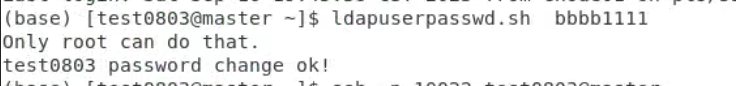 (base) [test0803@master ~]$ ldapuserpasswd.sh  bbbb1111
Only root can do that.
test0803 password change ok!